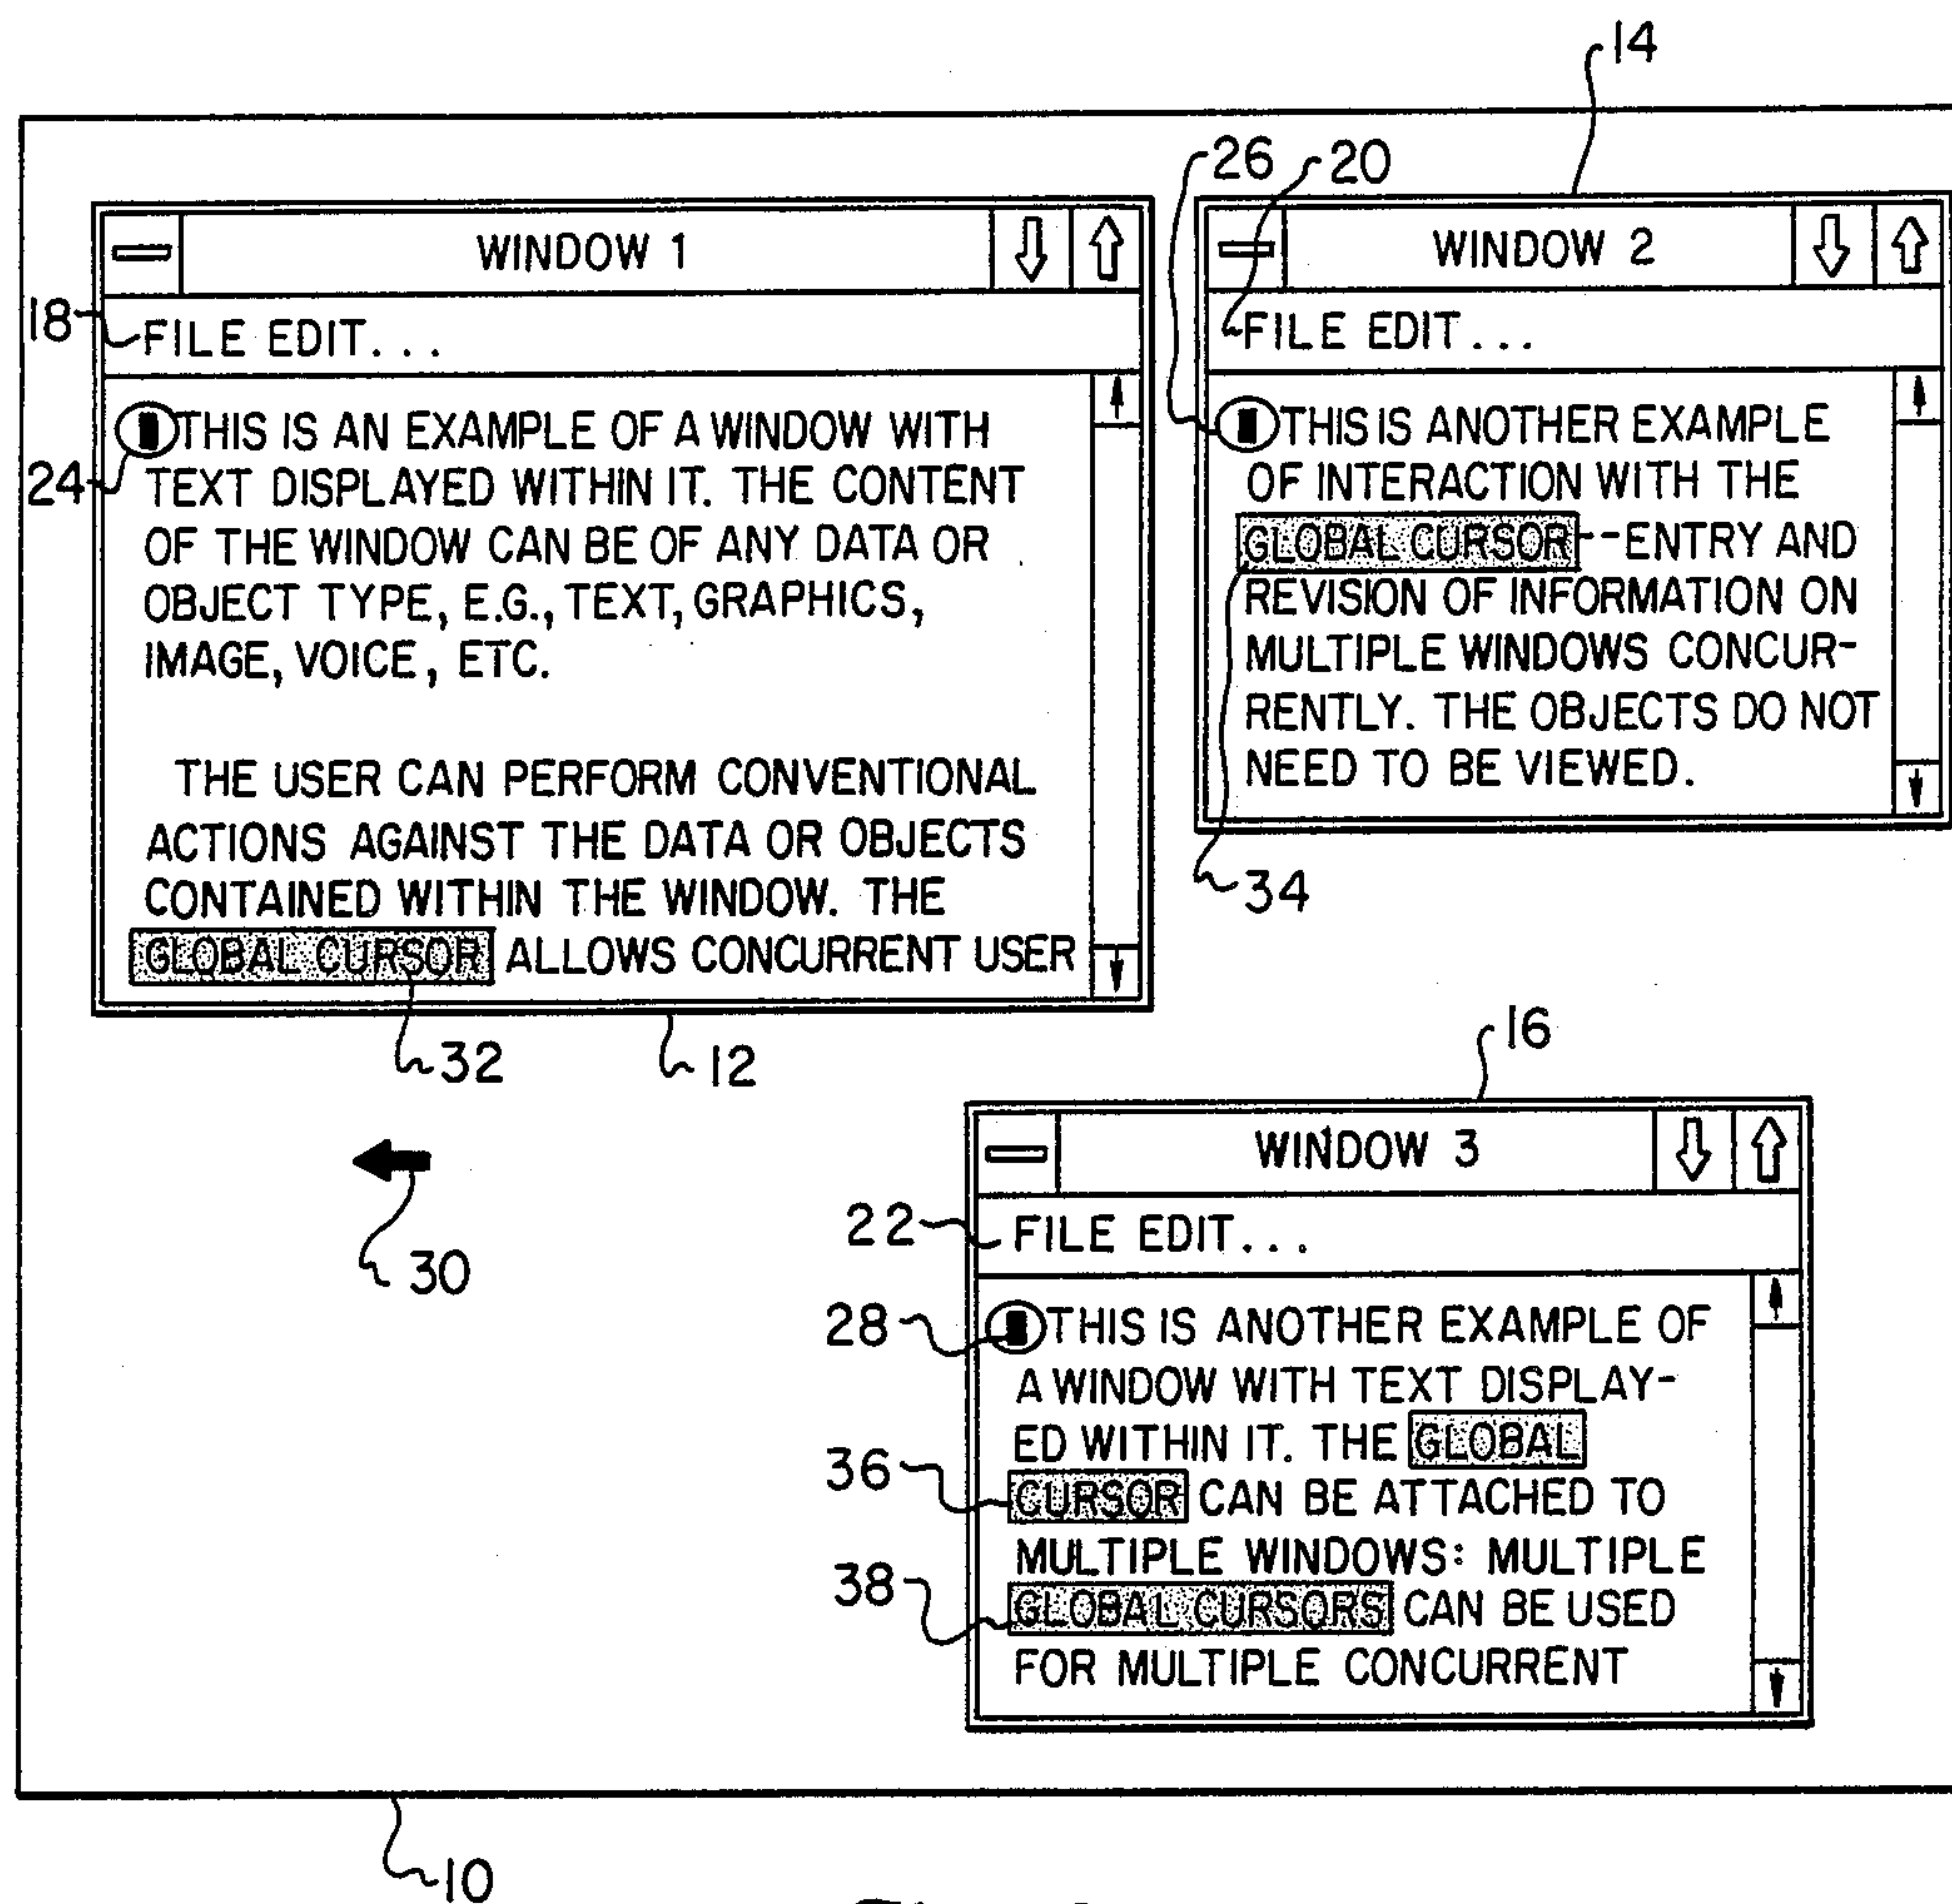 14
26
20
WINDOW 1
18
FILE EDIT...
24
THIS IS AN EXAMPLE OF A WINDOW WITH
TEXT DISPLAYED WITHIN IT. THE CONTENT
OF THE WINDOW CAN BE OF ANY DATA OR
OBJECT TYPE, E.G., TEXT, GRAPHICS,
IMAGE, VOICE, ETC.
THE USER CAN PERFORM CONVENTIONAL
ACTIONS AGAINST THE DATA OR OBJECTS
CONTAINED WITHIN THE WINDOW. THE
GLOBAL CURSOR ALLOWS CONCURRENT USER
32
12
WINDOW 2
FILE EDIT...
THIS IS ANOTHER EXAMPLE
OF INTERACTION WITH THE
GLOBAL CURSOR--ENTRY AND
REVISION OF INFORMATION ON
MULTIPLE WINDOWS CONCUR-
RENTLY. THE OBJECTS DO NOT
NEED TO BE VIEWED.
34
30
16
WINDOW 3
22
FILE EDIT...
28
THIS IS ANOTHER EXAMPLE OF
A WINDOW WITH TEXT DISPLAY-
ED WITHIN IT. THE GLOBAL
36
CURSOR CAN BE ATTACHED TO
MULTIPLE WINDOWS: MULTIPLE
38
GLOBAL CURSORS CAN BE USED
FOR MULTIPLE CONCURRENT
10